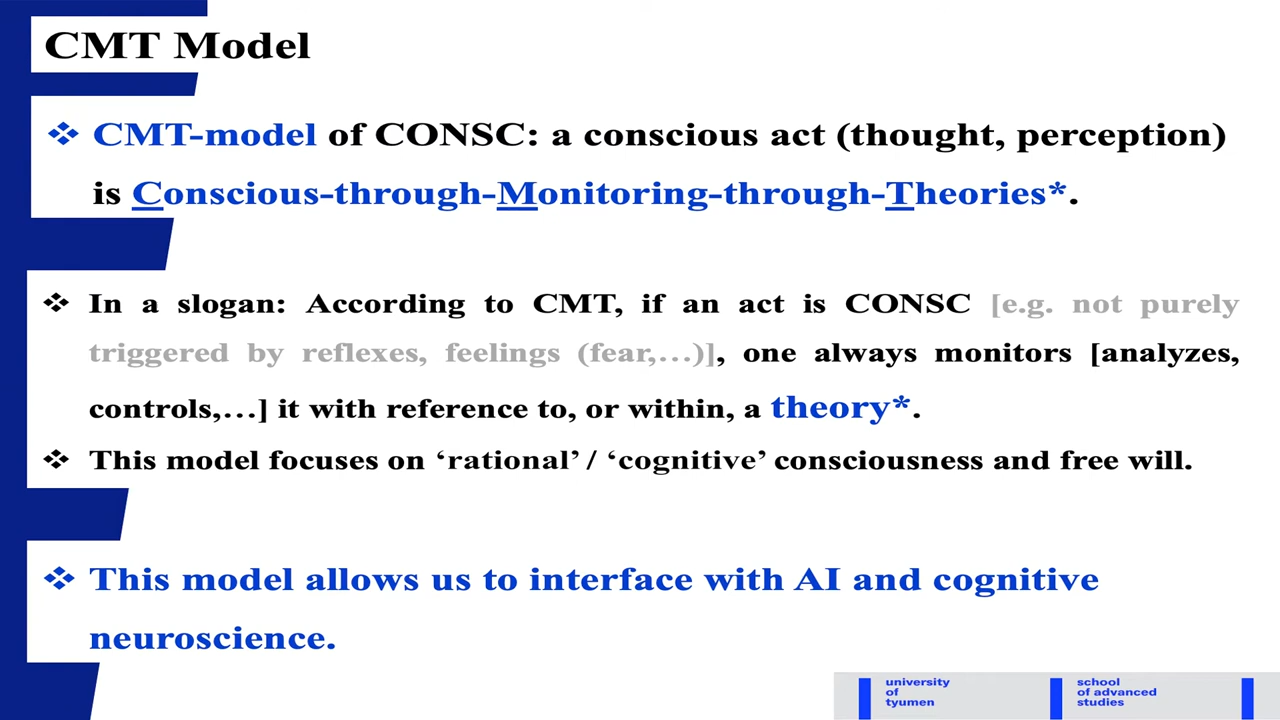 CMT Model
❖ CMT-model of CONSC: a conscious act (thought, perception)
is Conscious-through-Monitoring-through-Theories*.
❖ In a slogan: According to CMT, if an act is CONSC [e.g. not purely
triggered by reflexes, feelings (fear,…)], one always monitors [analyzes,
controls,…] it with reference to, or within, a theory*.
❖ This model focuses on ‘rational’ / ‘cognitive’ consciousness and free will.
❖ This model allows us to interface with AI and cognitive
neuroscience.
university
of
tyumen
school
of advanced
studies